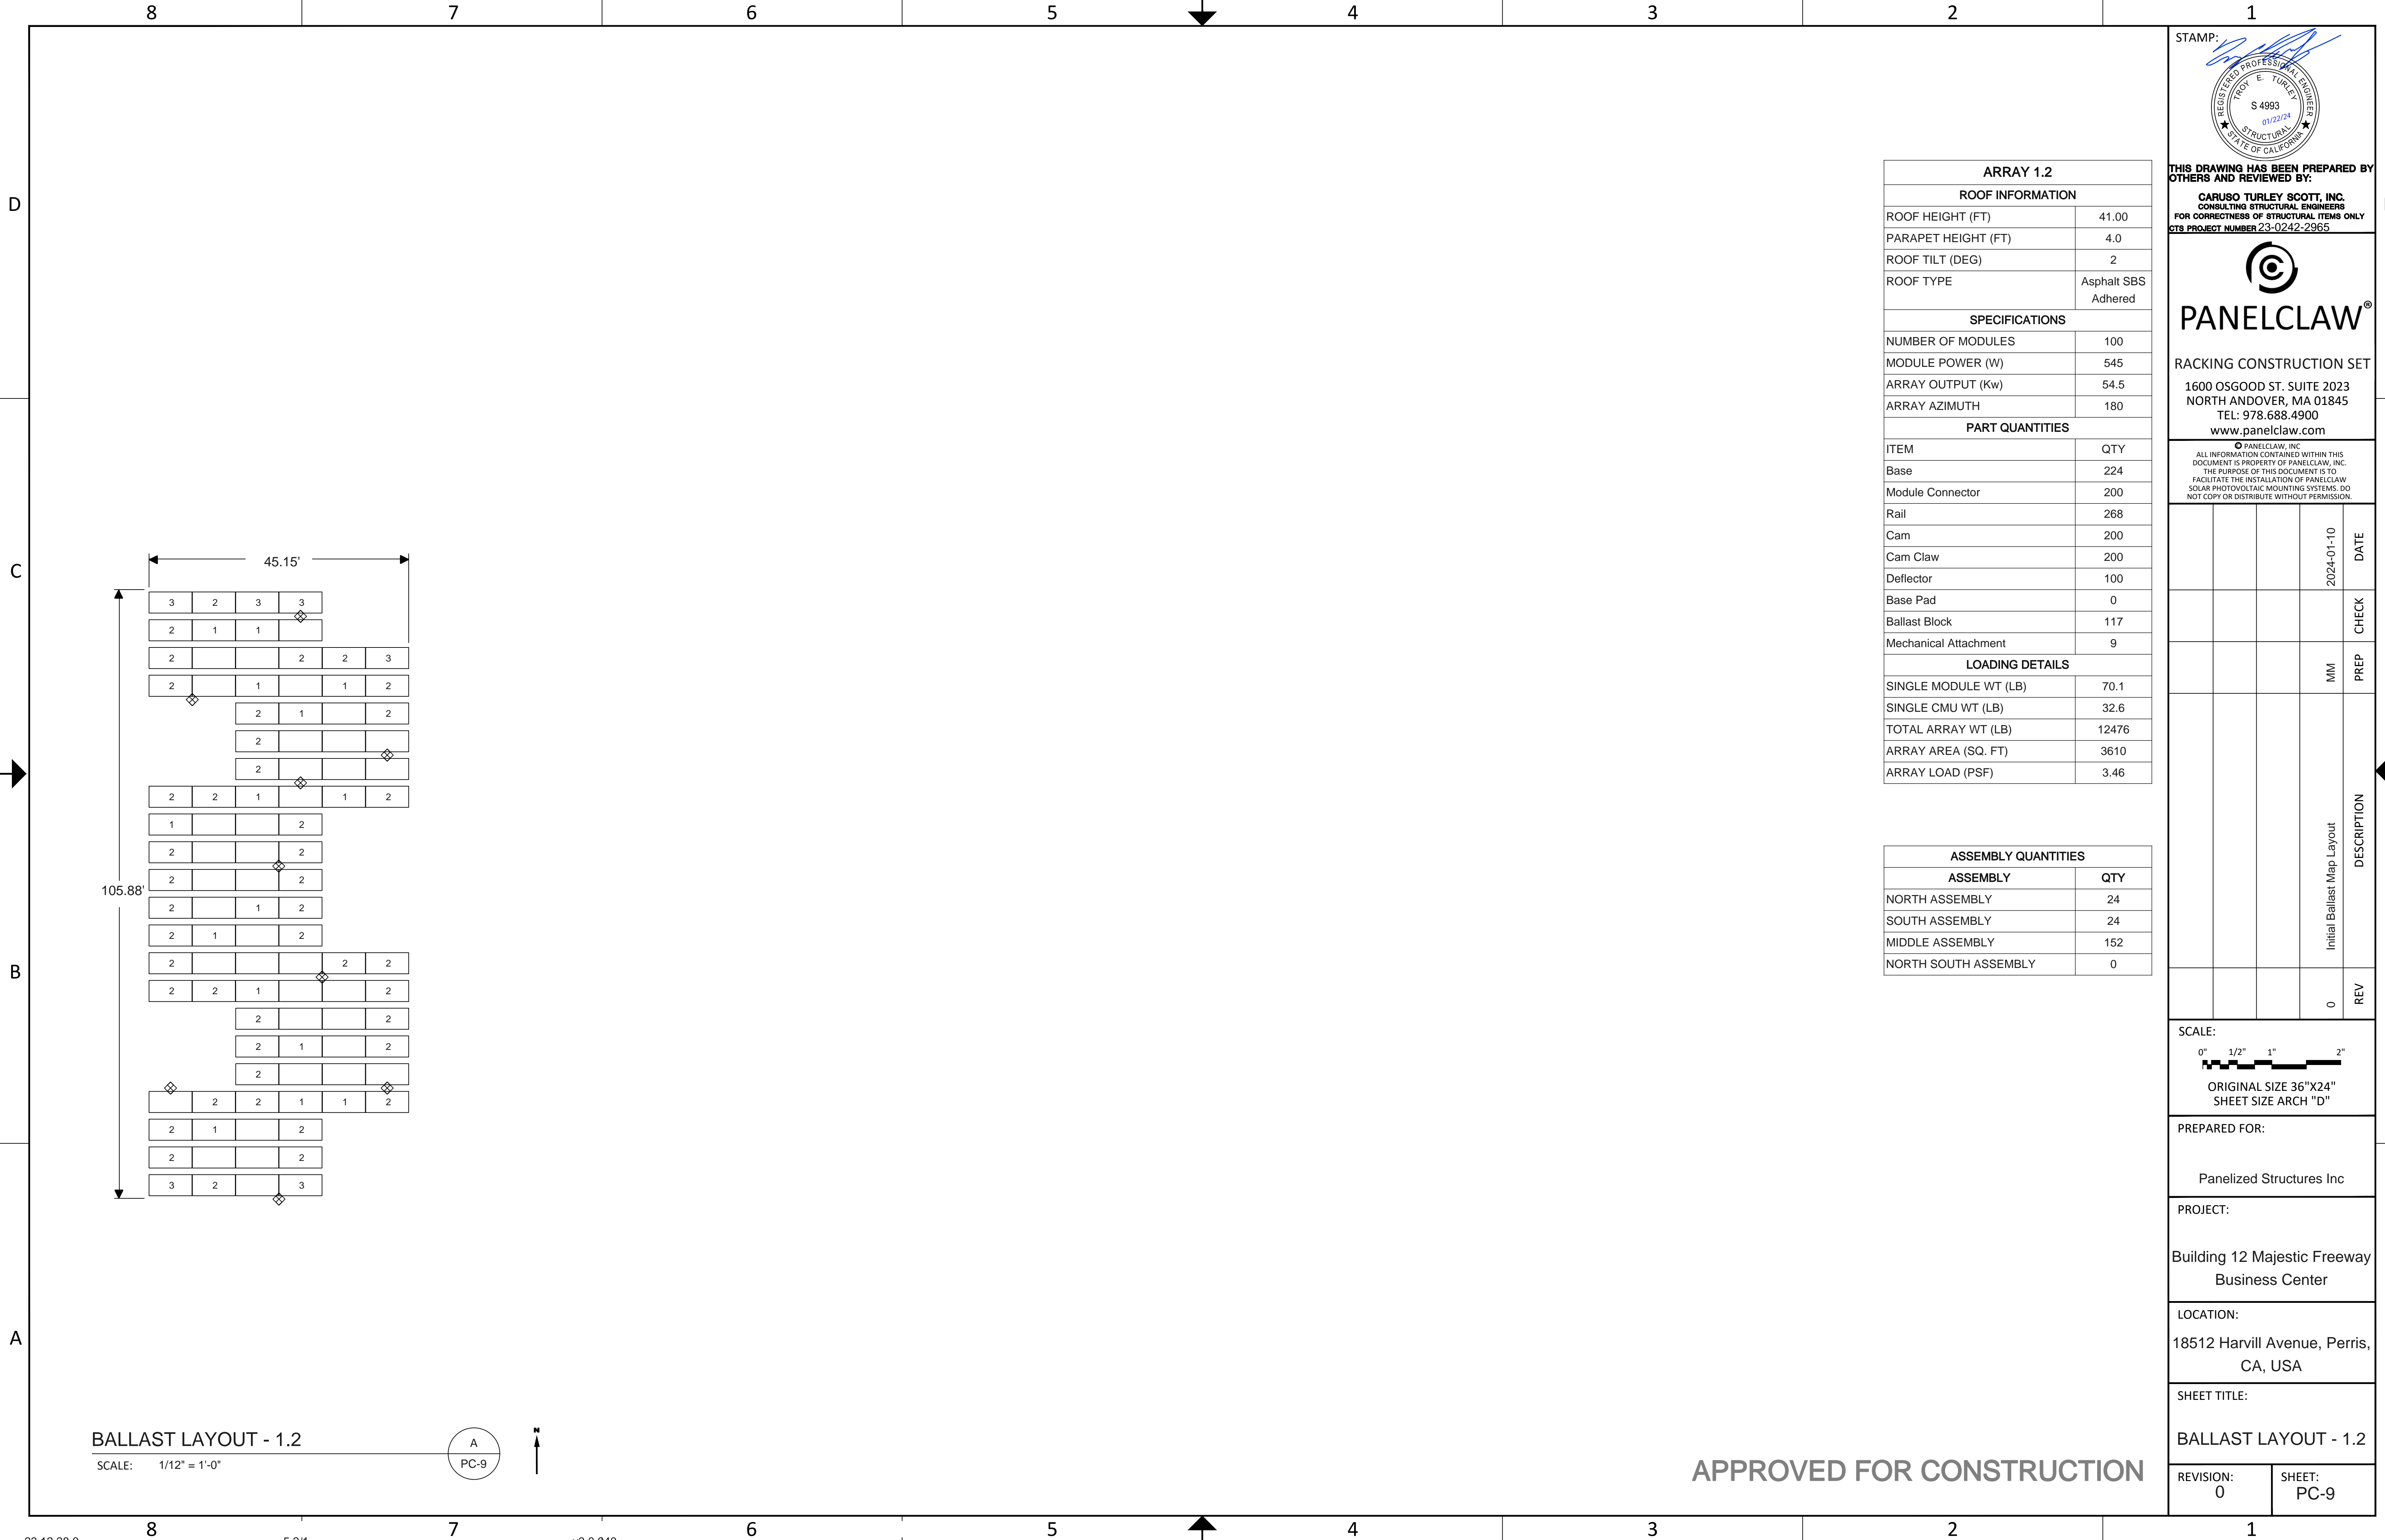 8 7 6 5 4 3 2 1
D
C
B
A
45.15'
105.88'
3 2 3 3
2 1 1
2 2 2 3
2 1 1 2
2 1 2
2
2
2 2 1 1 2
1 2
2 2
2 2
2 1 2
2 1 2
2 2 2
2 2 1 2
2 2
2 1 2
2
2 2 1 1 2
2 1 2
2 2
3 2 3
BALLAST LAYOUT - 1.2
SCALE: 1/12" = 1'-0"
A
PC-9
N
ARRAY 1.2
ROOF INFORMATION
ROOF HEIGHT (FT) 41.00
PARAPET HEIGHT (FT) 4.0
ROOF TILT (DEG) 2
ROOF TYPE Asphalt SBS
Adhered
SPECIFICATIONS
NUMBER OF MODULES 100
MODULE POWER (W) 545
ARRAY OUTPUT (Kw) 54.5
ARRAY AZIMUTH 180
PART QUANTITIES
ITEM QTY
Base 224
Module Connector 200
Rail 268
Cam 200
Cam Claw 200
Deflector 100
Base Pad 0
Ballast Block 117
Mechanical Attachment 9
LOADING DETAILS
SINGLE MODULE WT (LB) 70.1
SINGLE CMU WT (LB) 32.6
TOTAL ARRAY WT (LB) 12476
ARRAY AREA (SQ. FT) 3610
ARRAY LOAD (PSF) 3.46
ASSEMBLY QUANTITIES
ASSEMBLY QTY
NORTH ASSEMBLY 24
SOUTH ASSEMBLY 24
MIDDLE ASSEMBLY 152
NORTH SOUTH ASSEMBLY 0
APPROVED FOR CONSTRUCTION
STAMP:
REGISTERED PROFESSIONAL ENGINEER
TROY E. TURLEY
S 4993
01/22/24
STRUCTURAL
STATE OF CALIFORNIA
THIS DRAWING HAS BEEN PREPARED BY
OTHERS AND REVIEWED BY:
CARUSO TURLEY SCOTT, INC.
CONSULTING STRUCTURAL ENGINEERS
FOR CORRECTNESS OF STRUCTURAL ITEMS ONLY
CTS PROJECT NUMBER 23-0242-2965
PANELCLAW®
RACKING CONSTRUCTION SET
1600 OSGOOD ST. SUITE 2023
NORTH ANDOVER, MA 01845
TEL: 978.688.4900
www.panelclaw.com
© PANELCLAW, INC
ALL INFORMATION CONTAINED WITHIN THIS
DOCUMENT IS PROPERTY OF PANELCLAW, INC.
THE PURPOSE OF THIS DOCUMENT IS TO
FACILITATE THE INSTALLATION OF PANELCLAW
SOLAR PHOTOVOLTAIC MOUNTING SYSTEMS. DO
NOT COPY OR DISTRIBUTE WITHOUT PERMISSION.
REV DESCRIPTION PREP CHECK DATE
0 Initial Ballast Map Layout MM 2024-01-10
SCALE:
0" 1/2" 1" 2"
ORIGINAL SIZE 36"X24"
SHEET SIZE ARCH "D"
PREPARED FOR:
Panelized Structures Inc
PROJECT:
Building 12 Majestic Freeway
Business Center
LOCATION:
18512 Harvill Avenue, Perris,
CA, USA
SHEET TITLE:
BALLAST LAYOUT - 1.2
REVISION:
0
SHEET:
PC-9
8 7 6 5 4 3 2 1